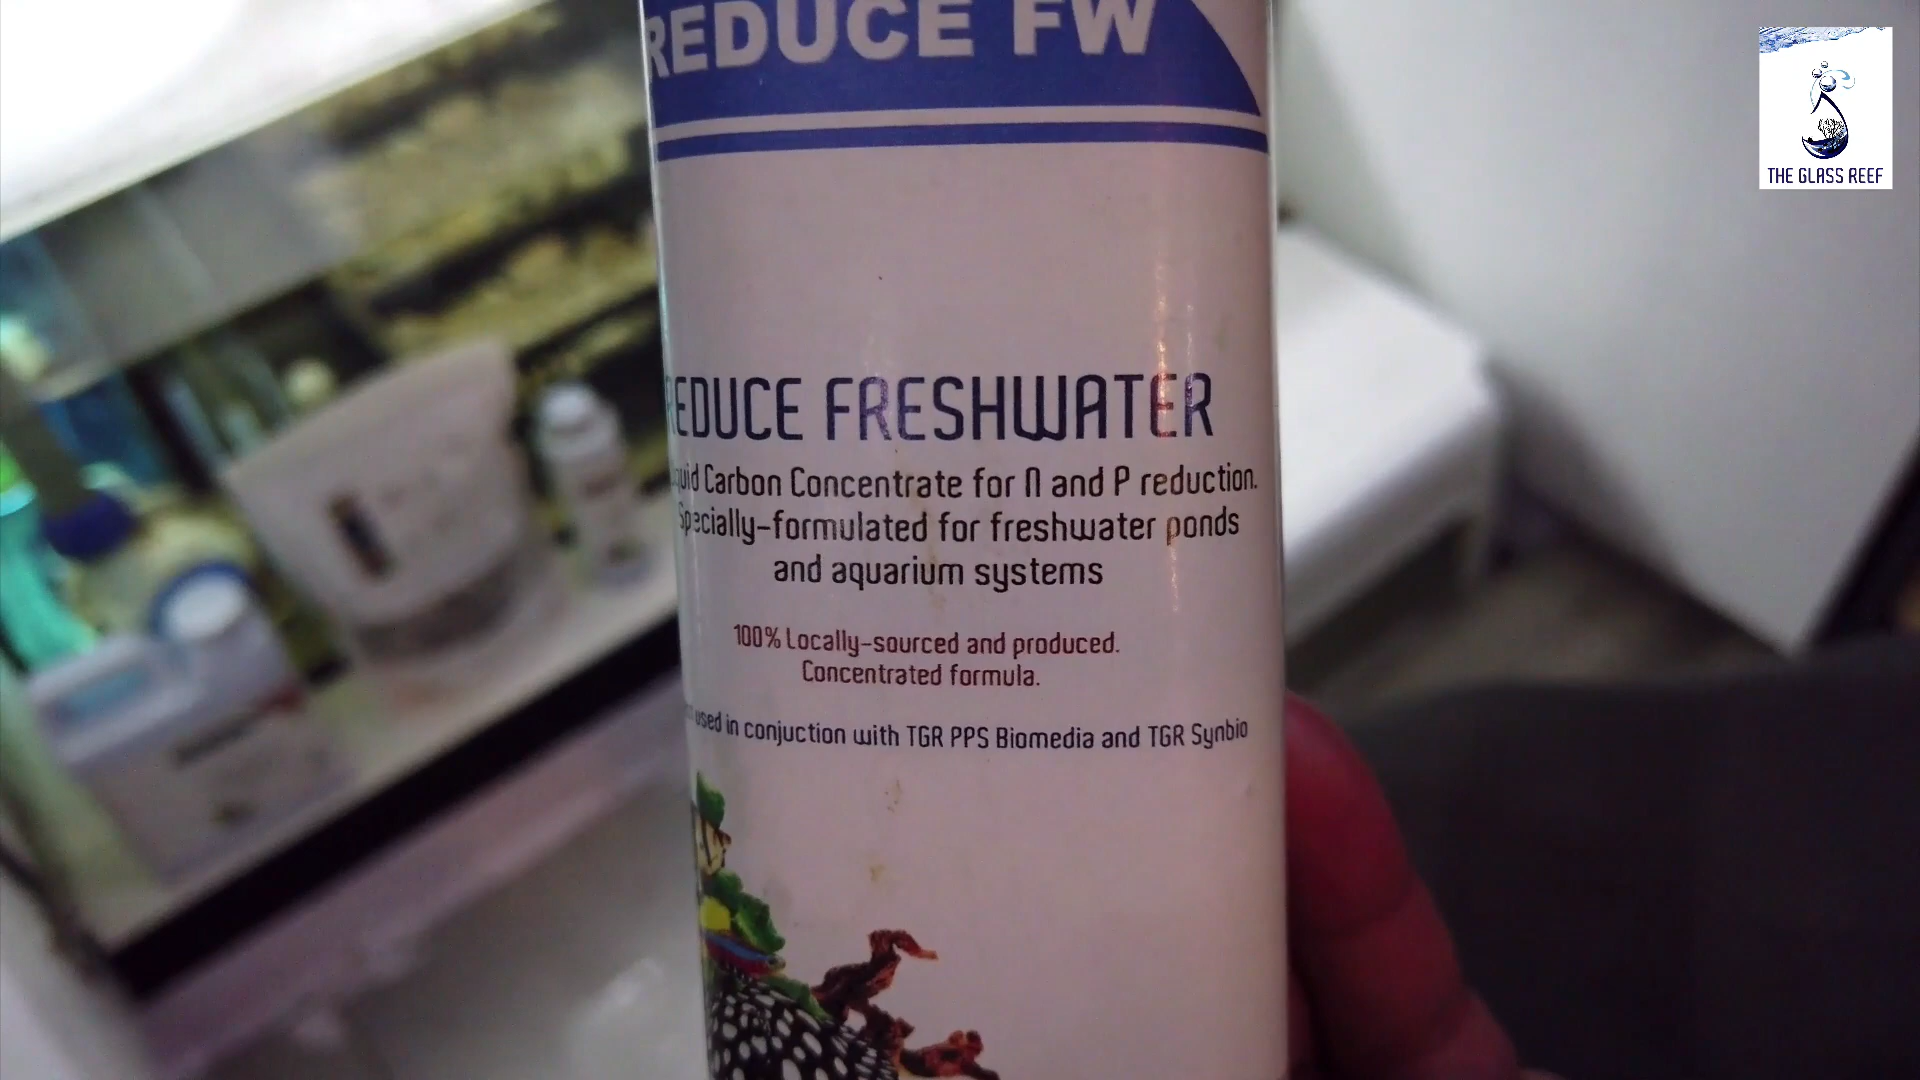 REDUCE FW
THE GLASS REEF
REDUCE FRESHWATER
Liquid Carbon Concentrate for N and P reduction.
Specially-formulated for freshwater ponds
and aquarium systems
100% Locally-sourced and produced.
Concentrated formula.
used in conjuction with TGR PPS Biomedia and TGR Synbio